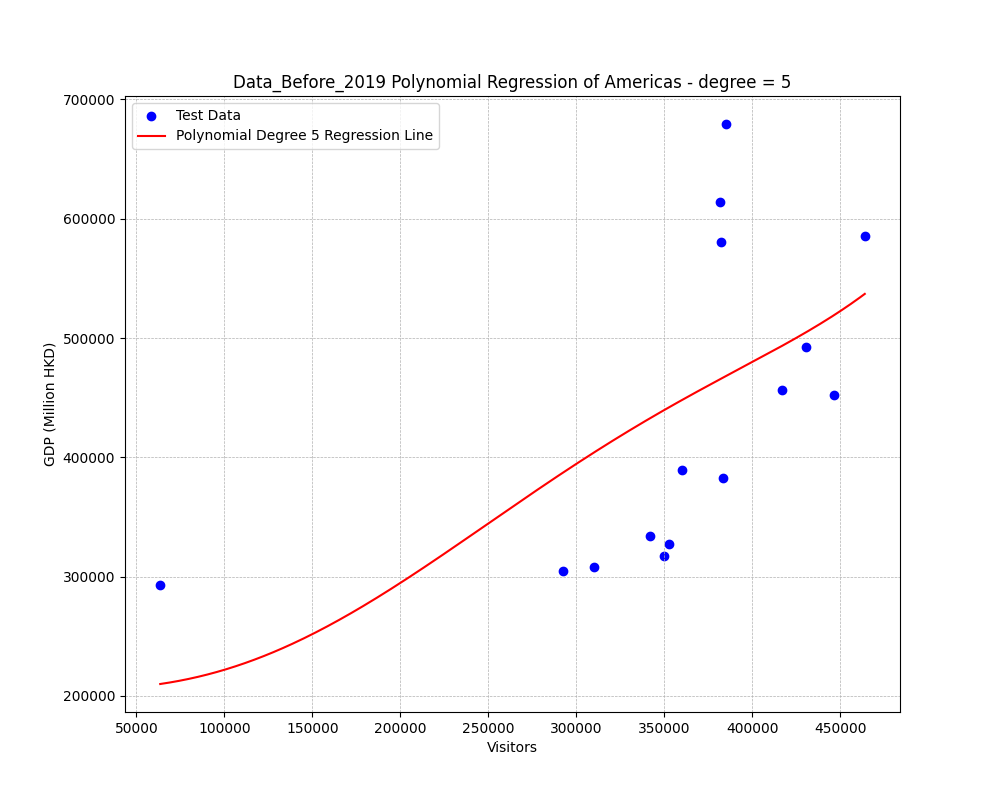 Data_Before_2019 Polynomial Regression of Americas - degree = 5
Test Data
Polynomial Degree 5 Regression Line
GDP (Million HKD)
700000
600000
500000
400000
300000
200000
50000 100000 150000 200000 250000 300000 350000 400000 450000
Visitors